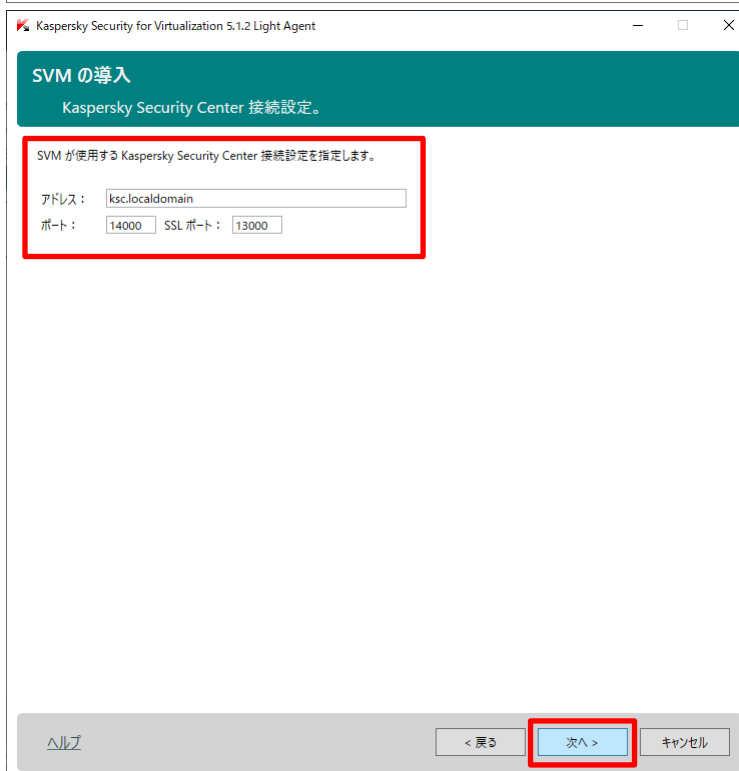 Kaspersky Security for Virtualization 5.1.2 Light Agent
SVM の導入
Kaspersky Security Center 接続設定。
SVM が使用する Kaspersky Security Center 接続設定を指定します。
アドレス： ksc.localdomain
ポート： 14000 SSL ポート： 13000
ヘルプ < 戻る 次へ > キャンセル